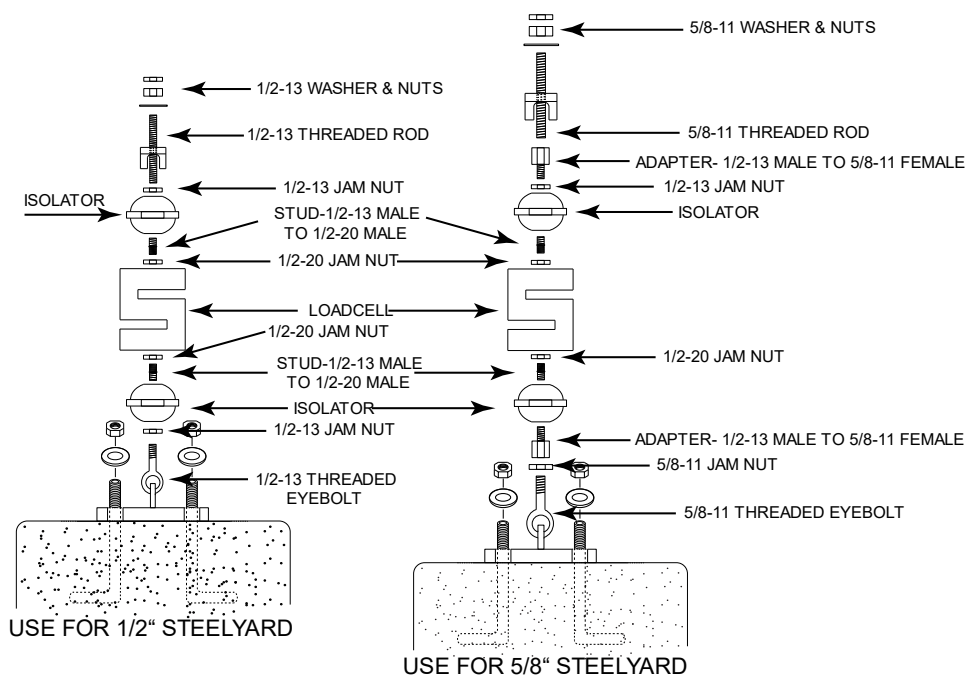 5/8-11 WASHER & NUTS
1/2-13 WASHER & NUTS
1/2-13 THREADED ROD
5/8-11 THREADED ROD
ADAPTER- 1/2-13 MALE TO 5/8-11 FEMALE
1/2-13 JAM NUT
1/2-13 JAM NUT
ISOLATOR
ISOLATOR
STUD-1/2-13 MALE
TO 1/2-20 MALE
1/2-20 JAM NUT
LOADCELL
1/2-20 JAM NUT
1/2-20 JAM NUT
STUD-1/2-13 MALE
TO 1/2-20 MALE
ISOLATOR
1/2-13 JAM NUT
ADAPTER- 1/2-13 MALE TO 5/8-11 FEMALE
5/8-11 JAM NUT
1/2-13 THREADED
EYEBOLT
5/8-11 THREADED EYEBOLT
USE FOR 1/2“ STEELYARD
USE FOR 5/8“ STEELYARD